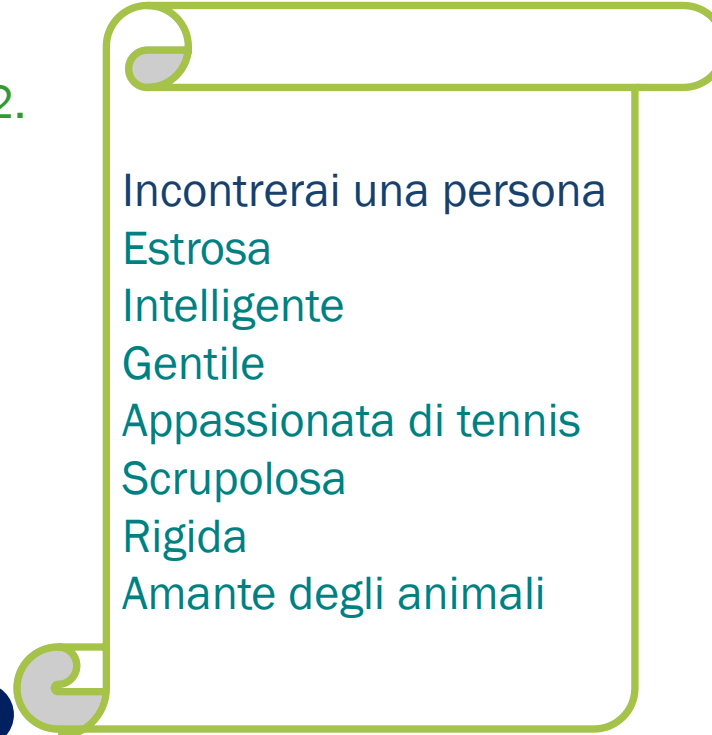 2.
Incontrerai una persona
Estrosa
Intelligente
Gentile
Appassionata di tennis
Scrupolosa
Rigida
Amante degli animali